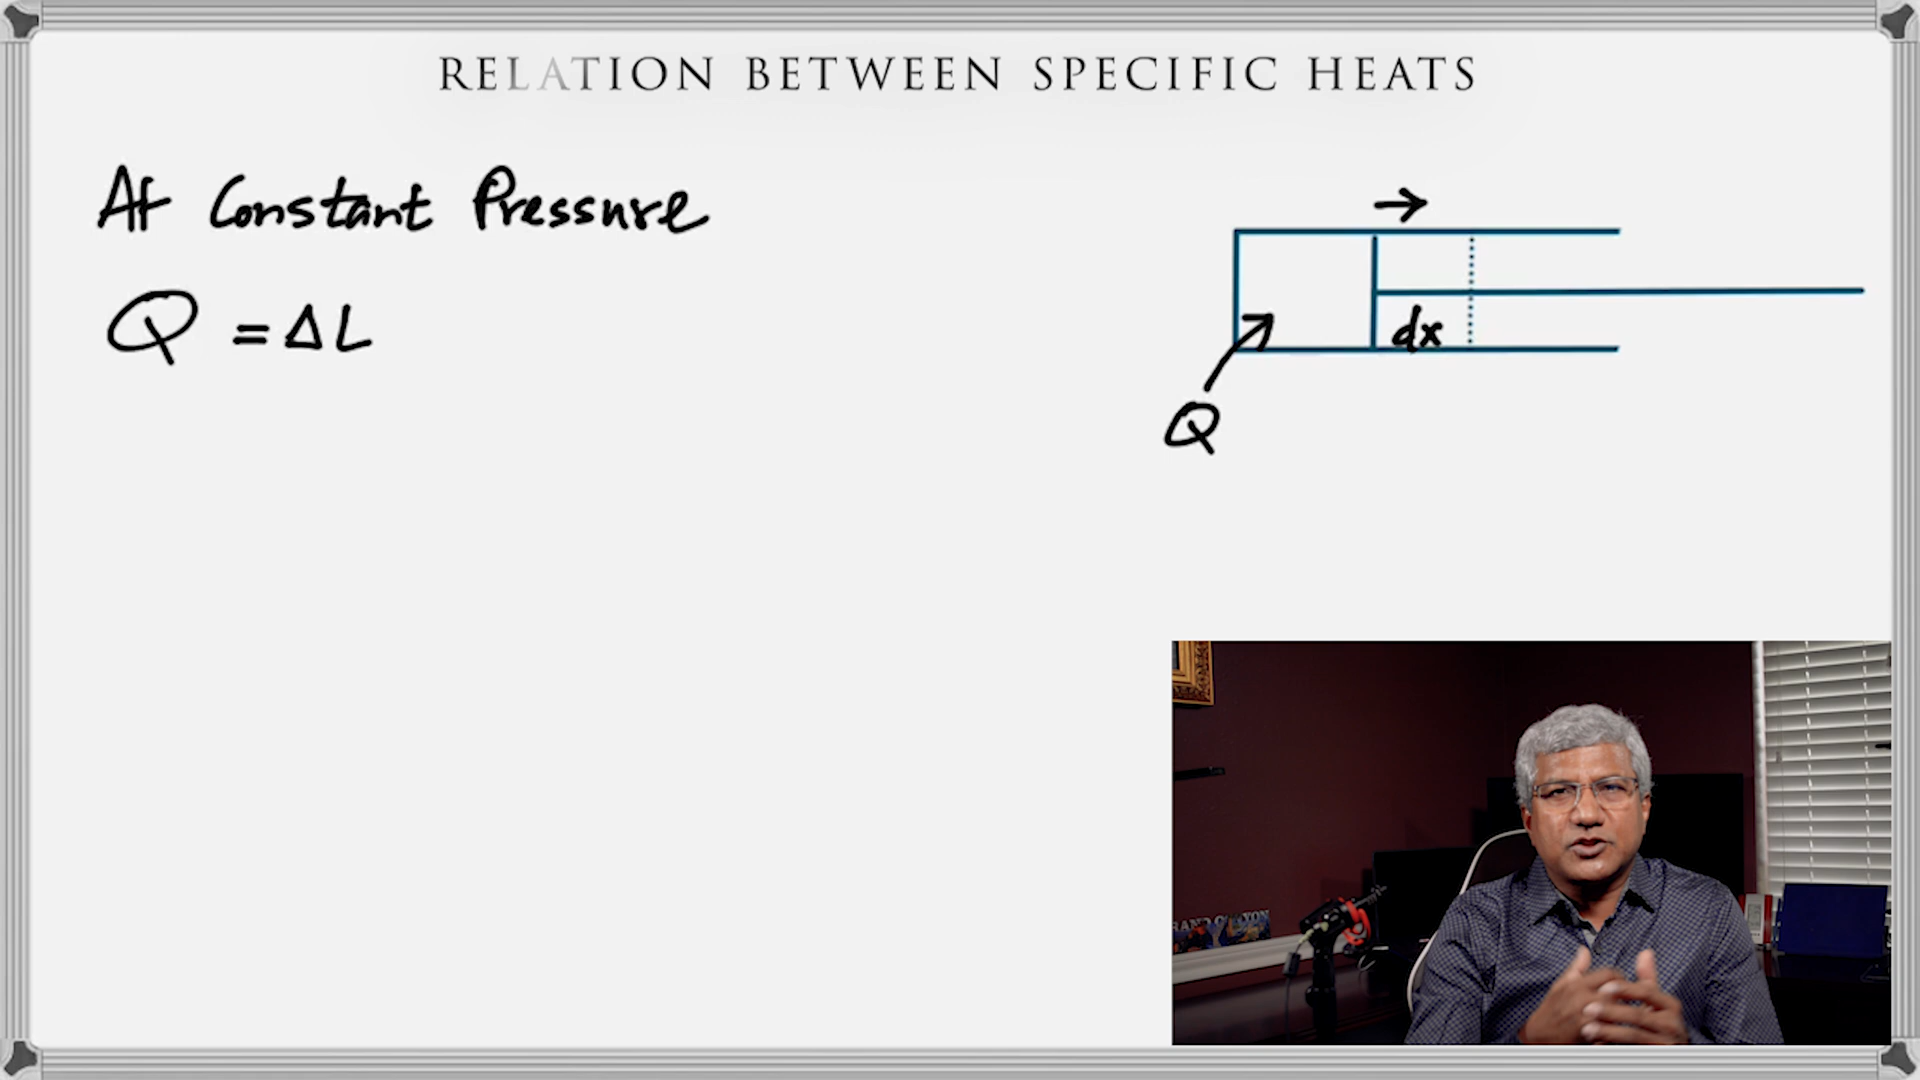 RELATION BETWEEN SPECIFIC HEATS
At Constant Pressure
Q = ΔL
dx
Q